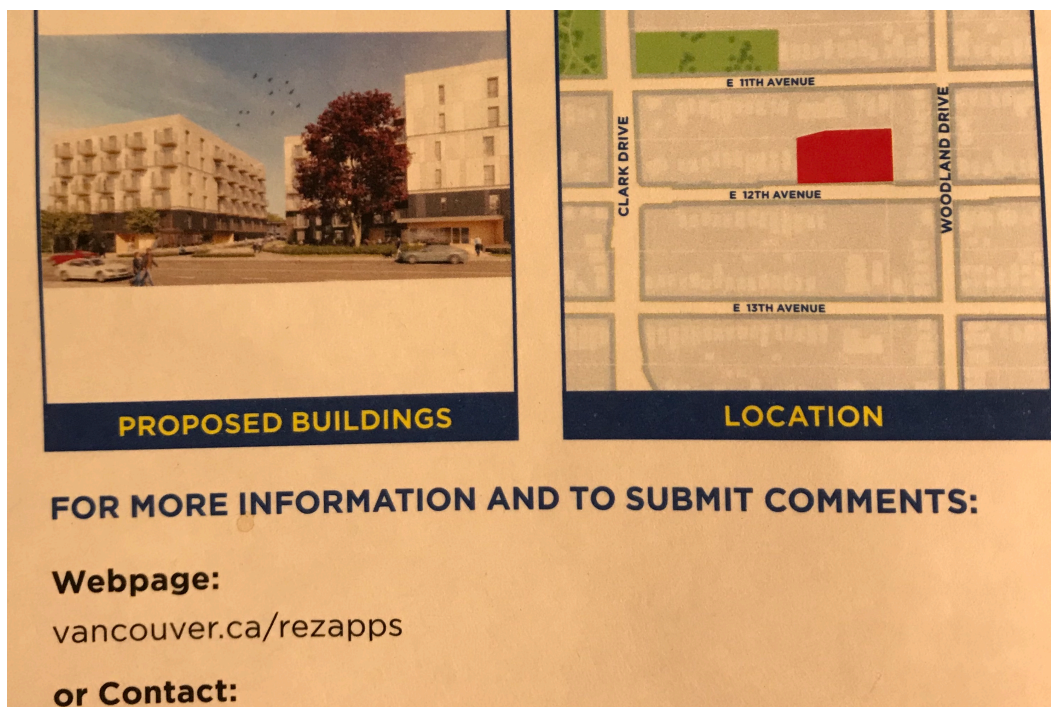 E 11TH AVENUE
CLARK DRIVE
WOODLAND DRIVE
E 12TH AVENUE
E 13TH AVENUE
PROPOSED BUILDINGS
LOCATION
FOR MORE INFORMATION AND TO SUBMIT COMMENTS:
Webpage:
vancouver.ca/rezapps
or Contact: